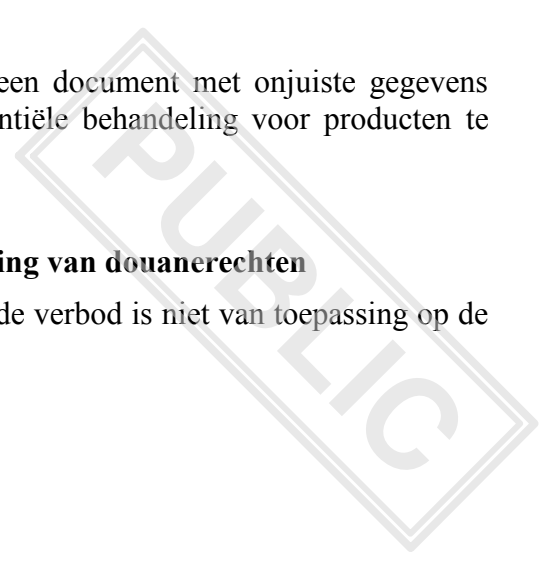 een document met onjuiste gegevens
ntiële behandeling voor producten te
ing van douanerechten
de verbod is niet van toepassing op de
PUBLIC